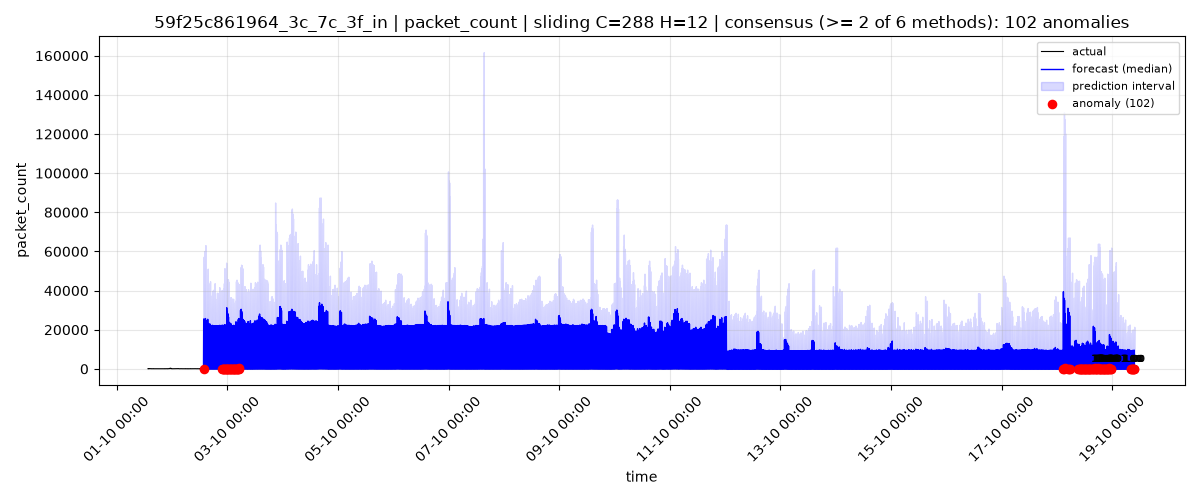 59f25c861964_3c_7c_3f_in | packet_count | sliding C=288 H=12 | consensus (>= 2 of 6 methods): 102 anomalies
160000
140000
120000
100000
80000
60000
40000
20000
0
packet_count
actual
forecast (median)
prediction interval
anomaly (102)
01-10 00:00
03-10 00:00
05-10 00:00
07-10 00:00
09-10 00:00
11-10 00:00
13-10 00:00
15-10 00:00
17-10 00:00
19-10 00:00
time